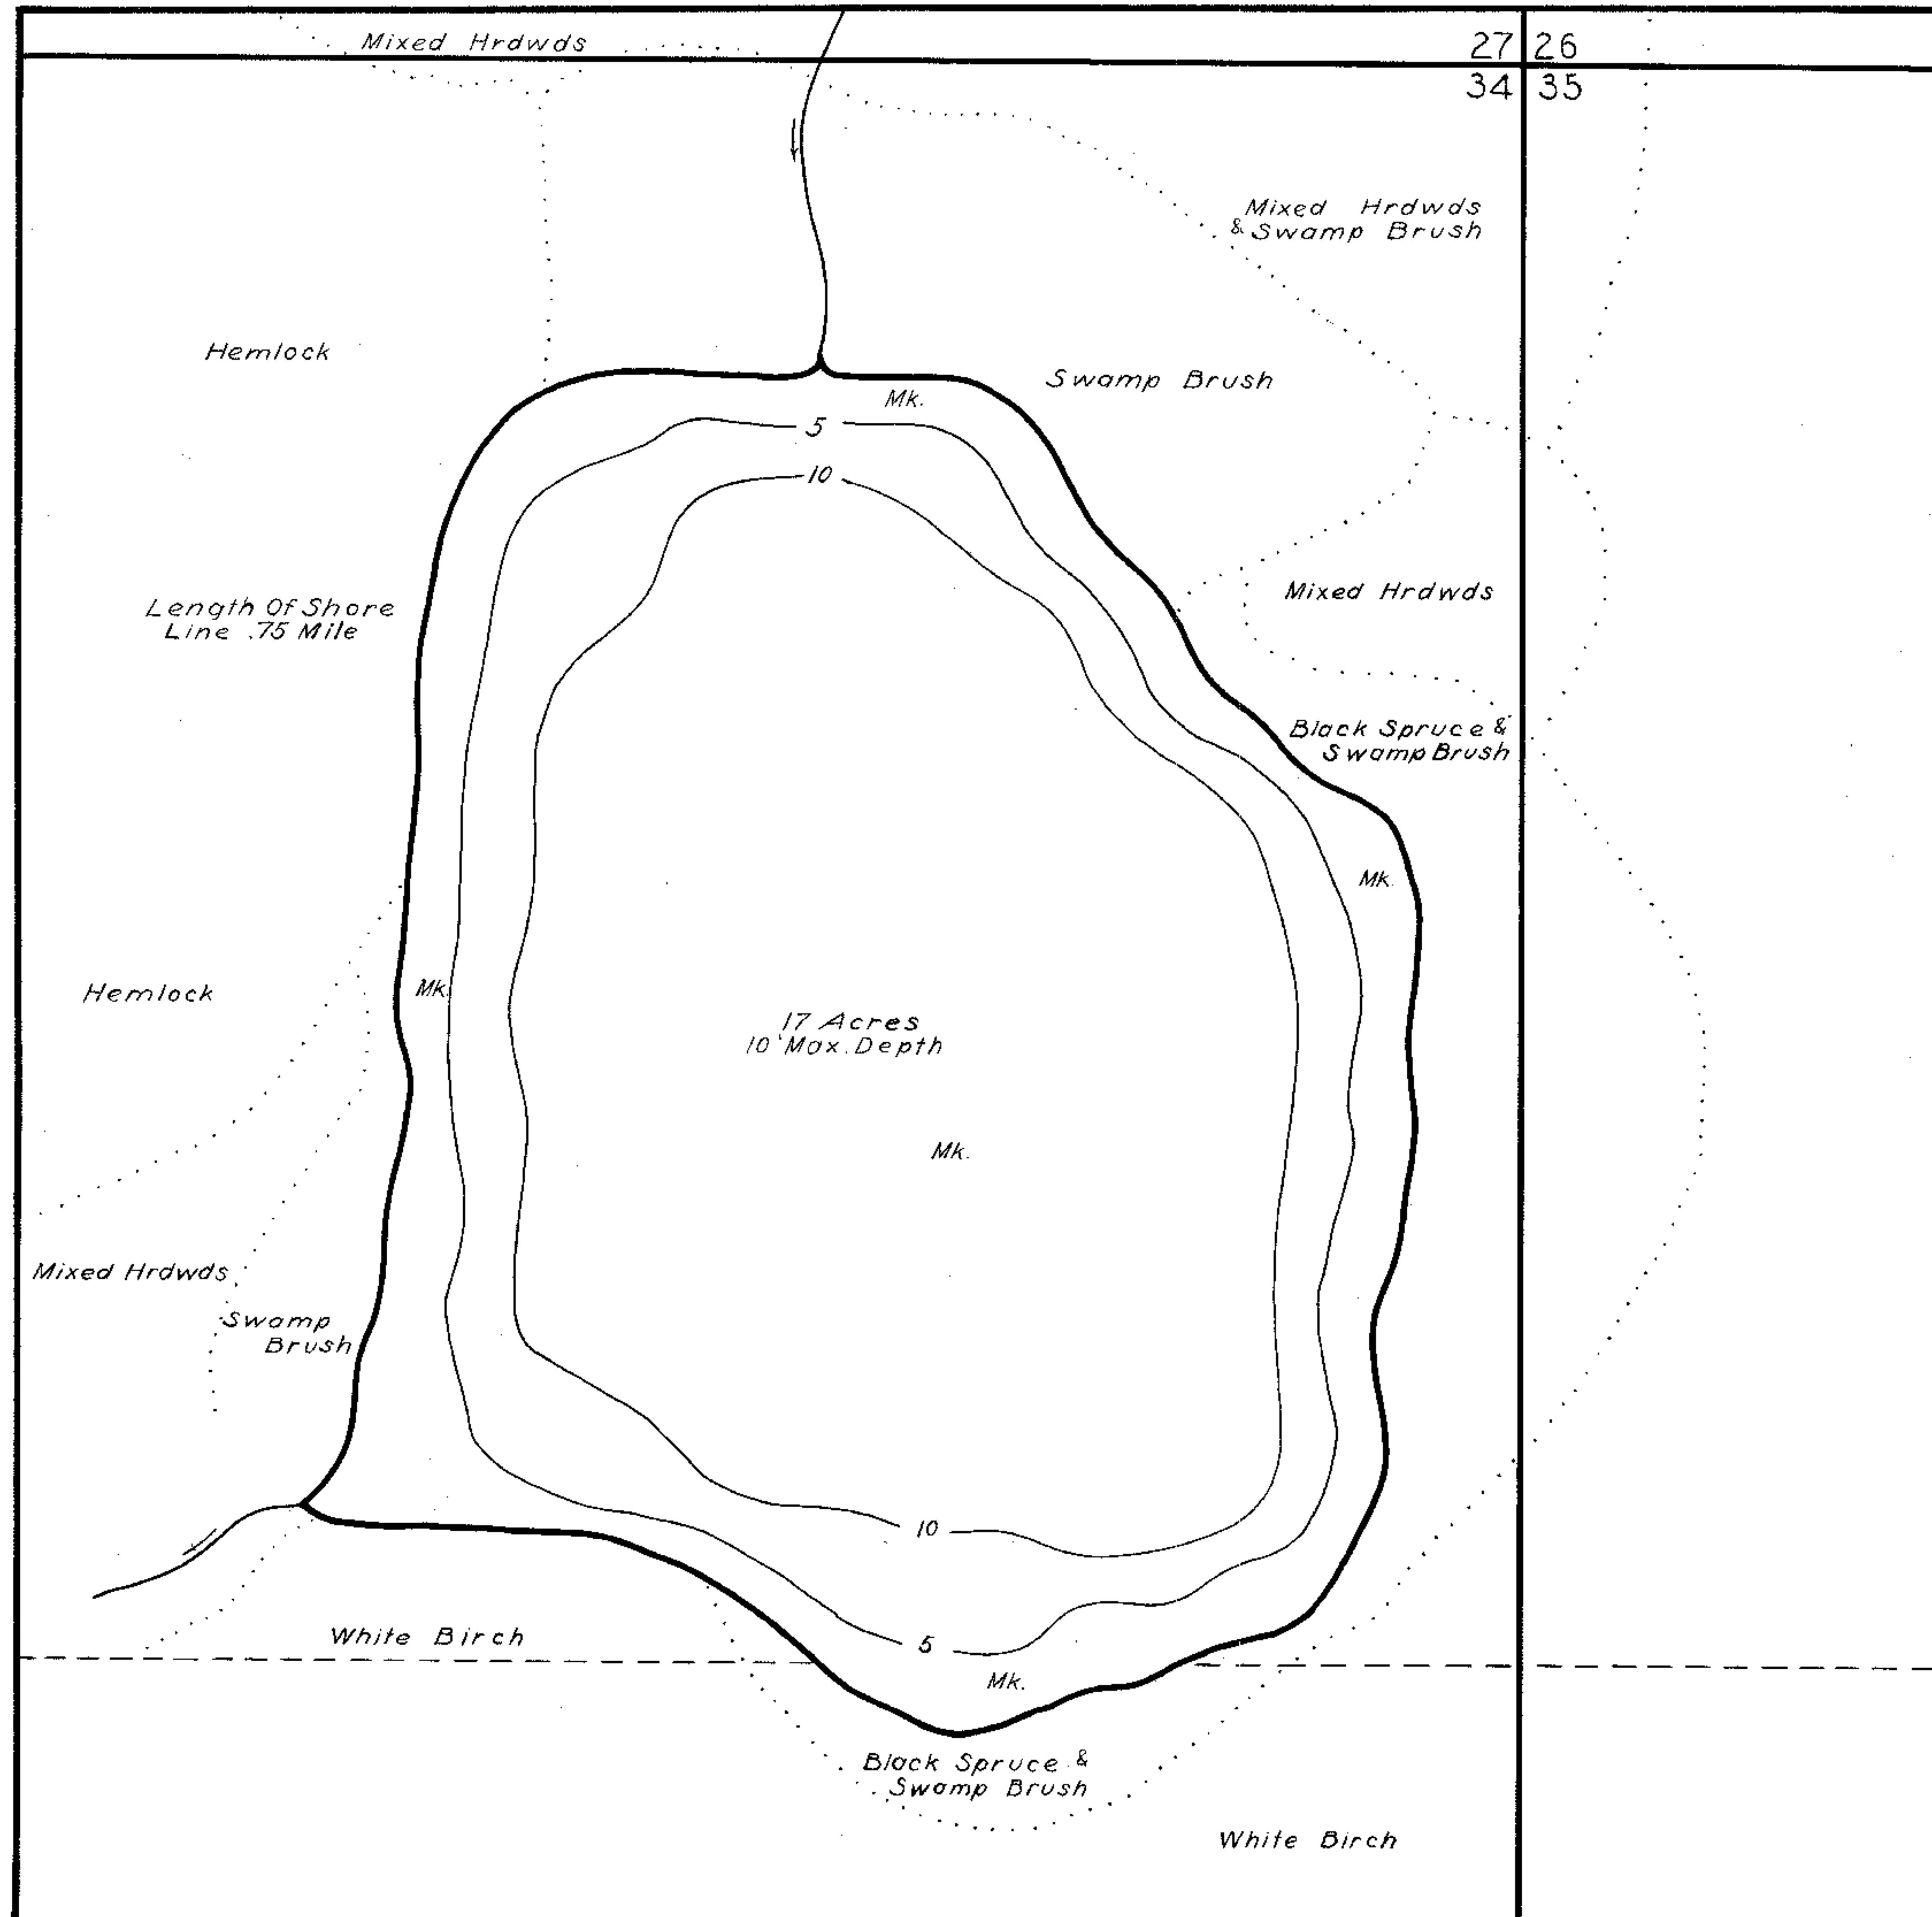 Mixed Hrdwds
27 26
34 35
Mixed Hrdwds
& Swamp Brush
Hemlock
Swamp Brush
Mk.
5
10
Mixed Hrdwds
Length Of Shore
Line .75 Mile
Black Spruce &
Swamp Brush
Mk.
Hemlock
Mk.
17 Acres
10' Max. Depth
Mk.
Mixed Hrdwds
Swamp
Brush
10
White Birch
5
Mk.
Black Spruce &
Swamp Brush
White Birch